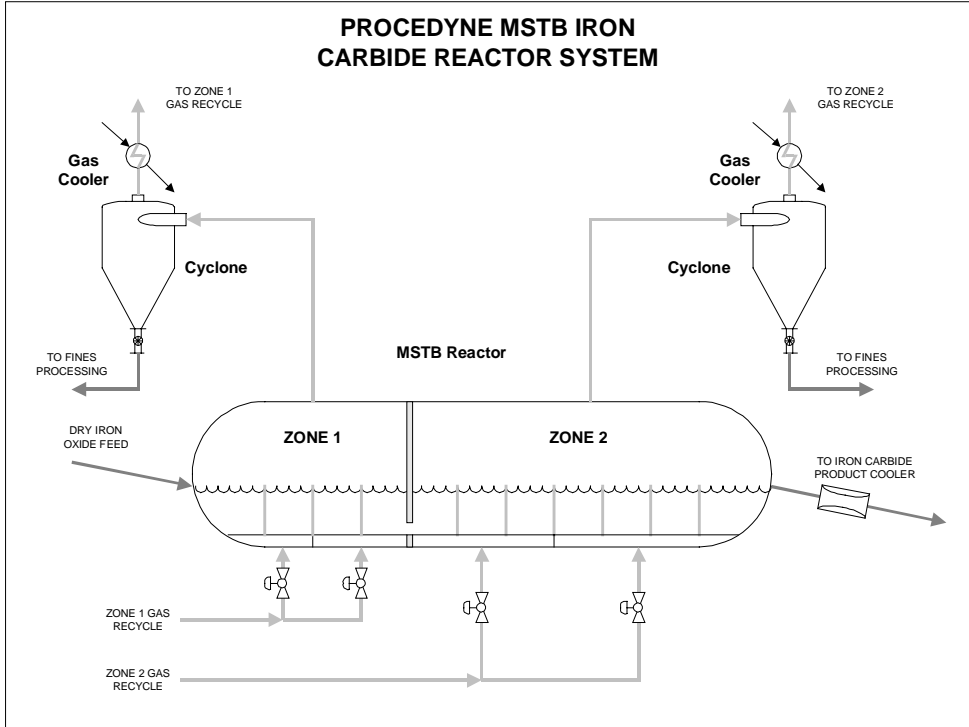 PROCEDYNE MSTB IRON
CARBIDE REACTOR SYSTEM
TO ZONE 1
GAS RECYCLE
TO ZONE 2
GAS RECYCLE
Gas
Cooler
Gas
Cooler
Cyclone
Cyclone
MSTB Reactor
TO FINES
PROCESSING
TO FINES
PROCESSING
DRY IRON
OXIDE FEED
ZONE 1
ZONE 2
TO IRON CARBIDE
PRODUCT COOLER
ZONE 1 GAS
RECYCLE
ZONE 2 GAS
RECYCLE